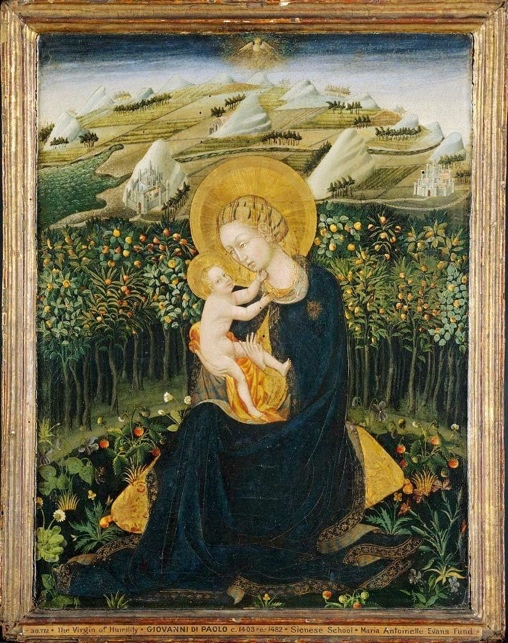 30.772 • The Virgin of Humility • GIOVANNI DI PAOLO c. 1403-c. 1482 • Sienese School • Maria Antoinette Evans Fund